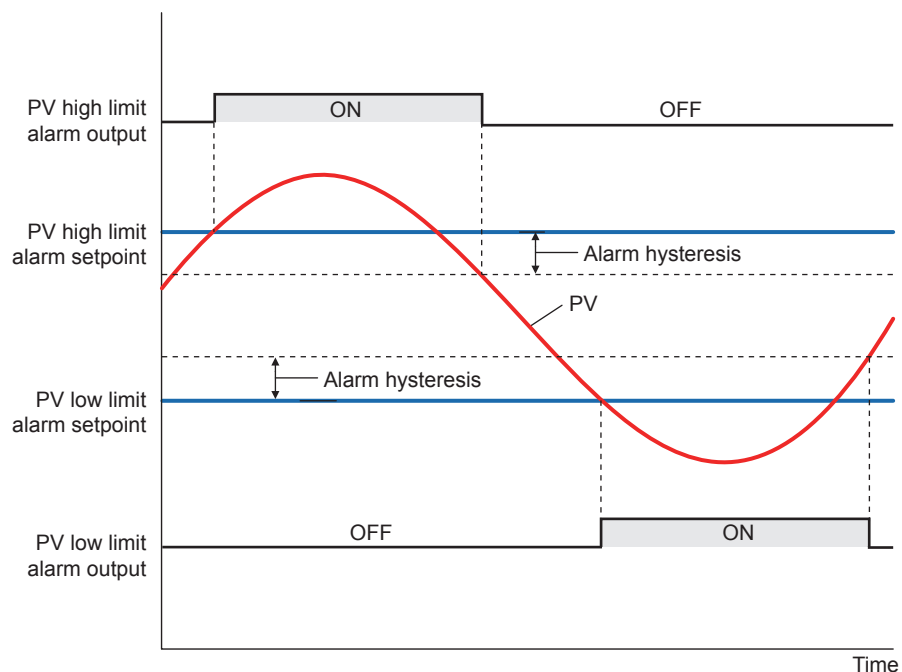 PV high limit
alarm output
ON
OFF
PV high limit
alarm setpoint
Alarm hysteresis
PV
Alarm hysteresis
PV low limit
alarm setpoint
OFF
ON
PV low limit
alarm output
Time